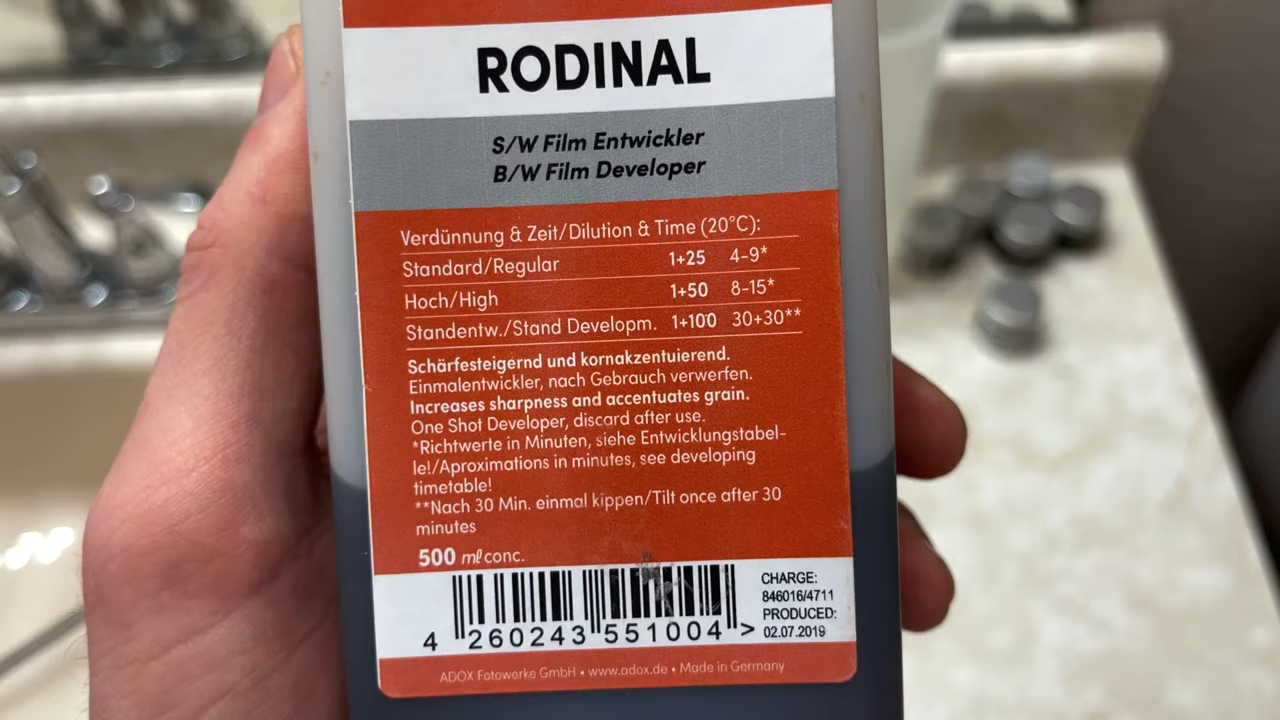 RODINAL
S/W Film Entwickler
B/W Film Developer
Verdünnung & Zeit/Dilution & Time (20°C):
Standard/Regular 1+25 4-9*
Hoch/High 1+50 8-15*
Standentw./Stand Developm. 1+100 30+30**
Schärfesteigernd und kornakzentuierend.
Einmalentwickler, nach Gebrauch verwerfen.
Increases sharpness and accentuates grain.
One Shot Developer, discard after use.
*Richtwerte in Minuten, siehe Entwicklungstabel-
le!/Aproximations in minutes, see developing
timetable!
**Nach 30 Min. einmal kippen/Tilt once after 30
minutes
500 ml conc.
CHARGE:
846016/4711
PRODUCED:
02.07.2019
4 260243 551004 >
ADOX Fotowerke GmbH • www.adox.de • Made in Germany